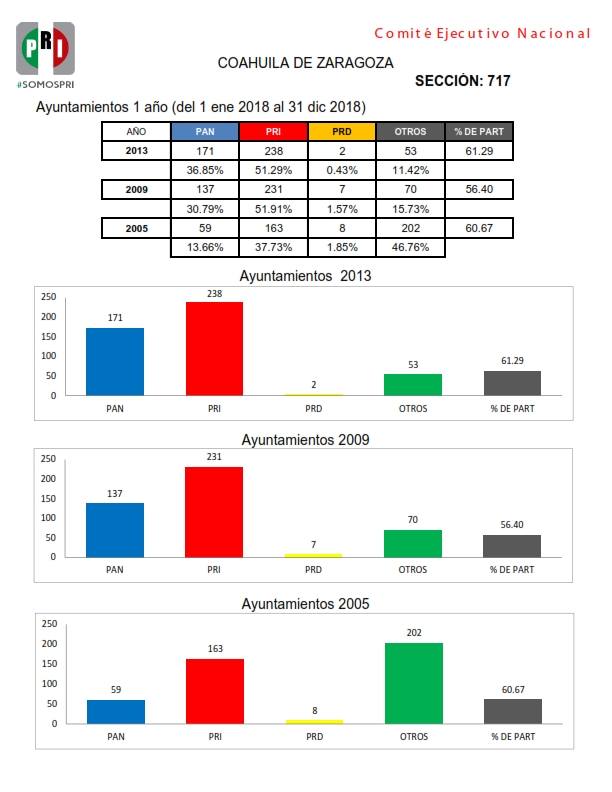 Comité Ejecutivo Nacional
PRI
#SOMOSPRI
COAHUILA DE ZARAGOZA
SECCIÓN: 717
Ayuntamientos 1 año (del 1 ene 2018 al 31 dic 2018)
AÑO PAN PRI PRD OTROS % DE PART
2013 171 238 2 53 61.29
36.85% 51.29% 0.43% 11.42%
2009 137 231 7 70 56.40
30.79% 51.91% 1.57% 15.73%
2005 59 163 8 202 60.67
13.66% 37.73% 1.85% 46.76%
Ayuntamientos 2013
250
200
150
100
50
0
171 238 2 53 61.29
PAN PRI PRD OTROS % DE PART
Ayuntamientos 2009
250
200
150
100
50
0
137 231 7 70 56.40
PAN PRI PRD OTROS % DE PART
Ayuntamientos 2005
250
200
150
100
50
0
59 163 8 202 60.67
PAN PRI PRD OTROS % DE PART